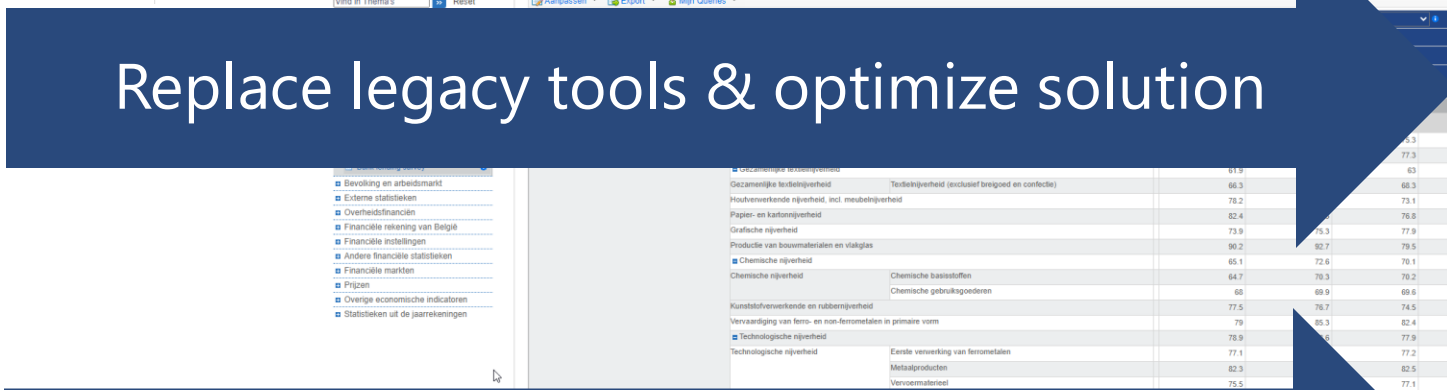 Vind in Thema's Reset Aanpassen Export Mijn Queries
Replace legacy tools & optimize solution
75.3
77.3
Gezamenlijke textielnijverheid 61.9 63
Bevolking en arbeidsmarkt
Gezamenlijke textielnijverheid Textielnijverheid (exclusief breigoed en confectie) 66.3 68.3
Externe statistieken
Houtverwerkende nijverheid, incl. meubelnijverheid 78.2 73.1
Overheidsfinanciën
Papier- en kartonnijverheid 82.4 76.8
Financiële rekening van België
Grafische nijverheid 73.9 75.3 77.9
Financiële instellingen
Productie van bouwmaterialen en vlakglas 90.2 92.7 79.5
Andere financiële statistieken
Chemische nijverheid 65.1 72.6 70.1
Financiële markten
Chemische nijverheid Chemische basisstoffen 64.7 70.3 70.2
Prijzen
Chemische gebruiksgoederen 68 69.9 69.6
Overige economische indicatoren
Kunststofverwerkende en rubbernijverheid 77.5 76.7 74.5
Statistieken uit de jaarrekeningen
Vervaardiging van ferro- en non-ferrometalen in primaire vorm 79 85.3 82.4
Technologische nijverheid 78.9 77.9
Technologische nijverheid Eerste verwerking van ferrometalen 77.1 77.2
Metaalproducten 82.3 82.5
Vervoermaterieel 75.5 77.1